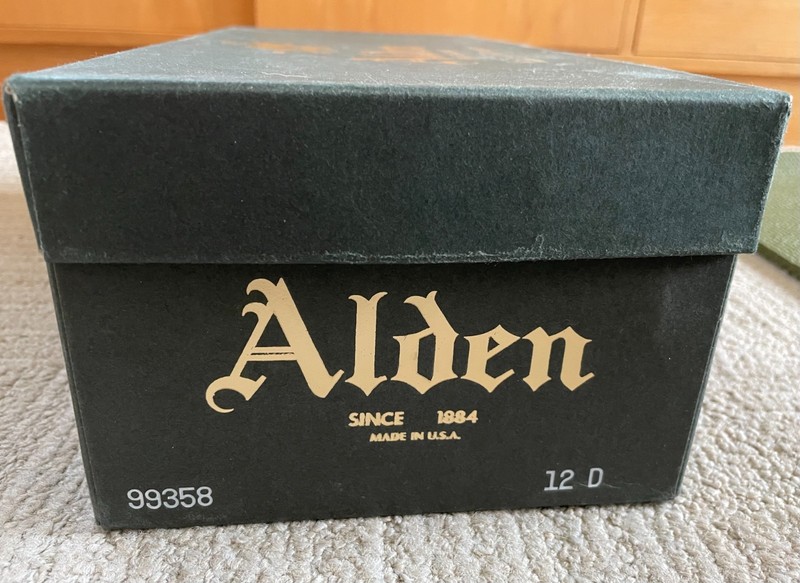 Alden
SINCE 1884
MADE IN U.S.A.
99358 12 D